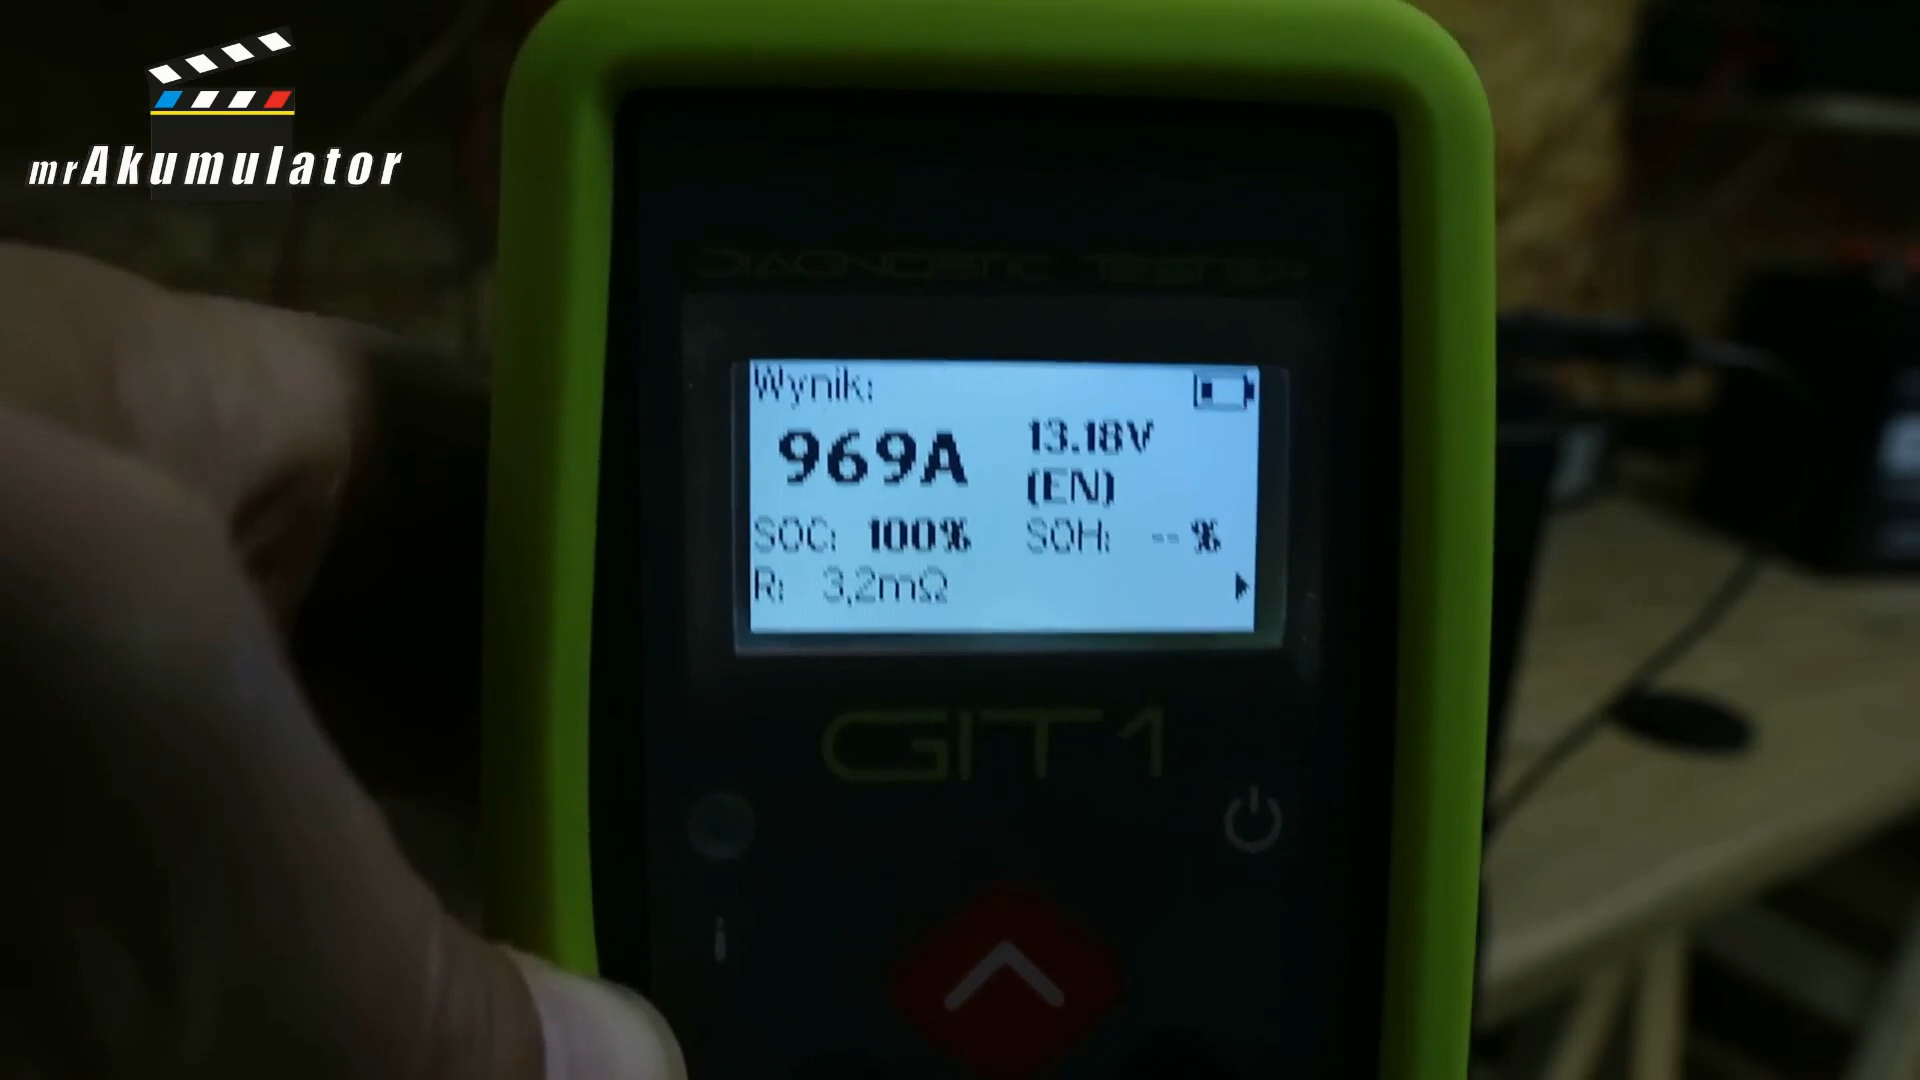 mrAkumulator
DIAGNOSTIC TESTER
Wynik:
969A
13.18V
(EN)
SOC: 100% SOH: --%
R: 3,2mΩ
GIT1
i